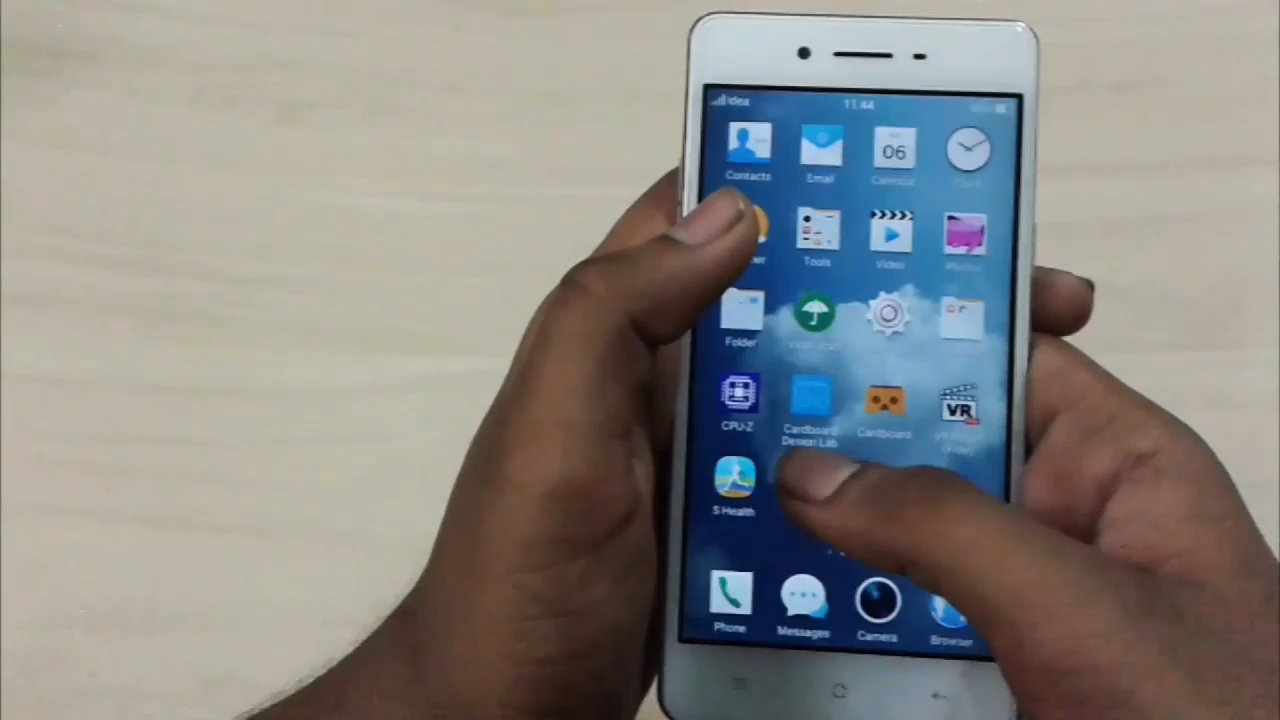 Idea 11:44
Contacts Email Calendar
06
Tools Video
Folder
CPU-Z Cardboard Cardboard
Design Lab
VR
S Health
Phone Messages Camera Browser